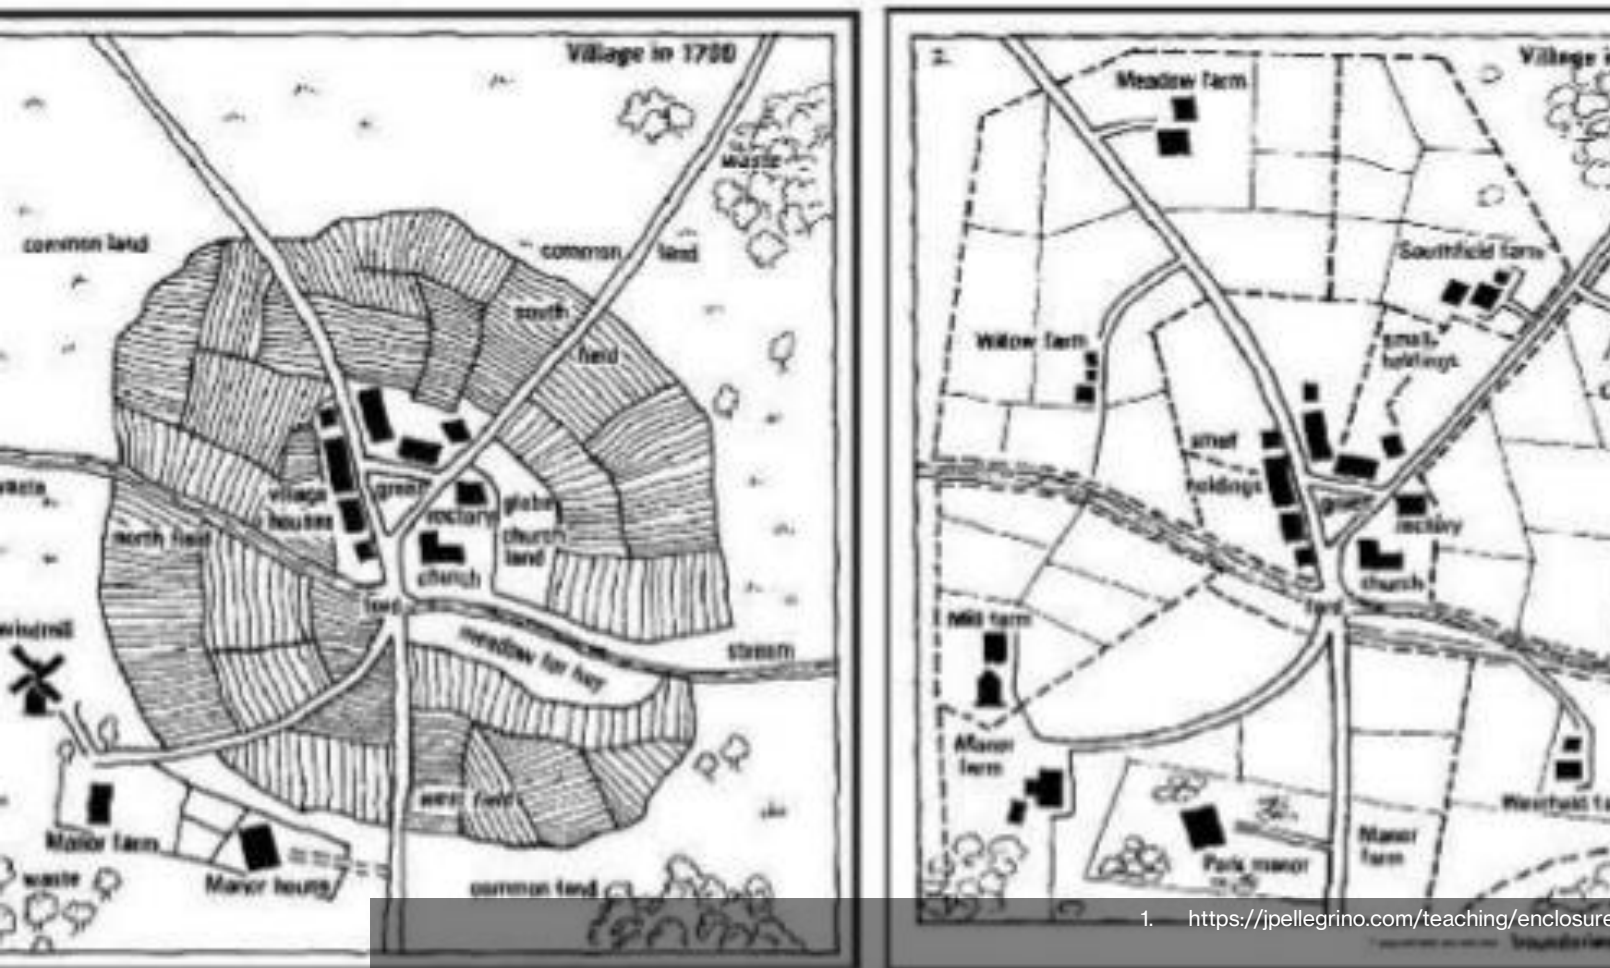 Village in 1700
waste
common land
common land
south
field
village
houses
green
rectory
glebe
church
land
north field
church
ford
windmill
meadow for hay
stream
west field
Manor farm
Manor house
waste
common land
2
Village
Meadow farm
Southfield farm
Willow farm
small
holdings
small
holdings
green
rectory
church
ford
Mill farm
Manor
farm
Park manor
Manor
farm
1. https://jpellegrino.com/teaching/enclosure